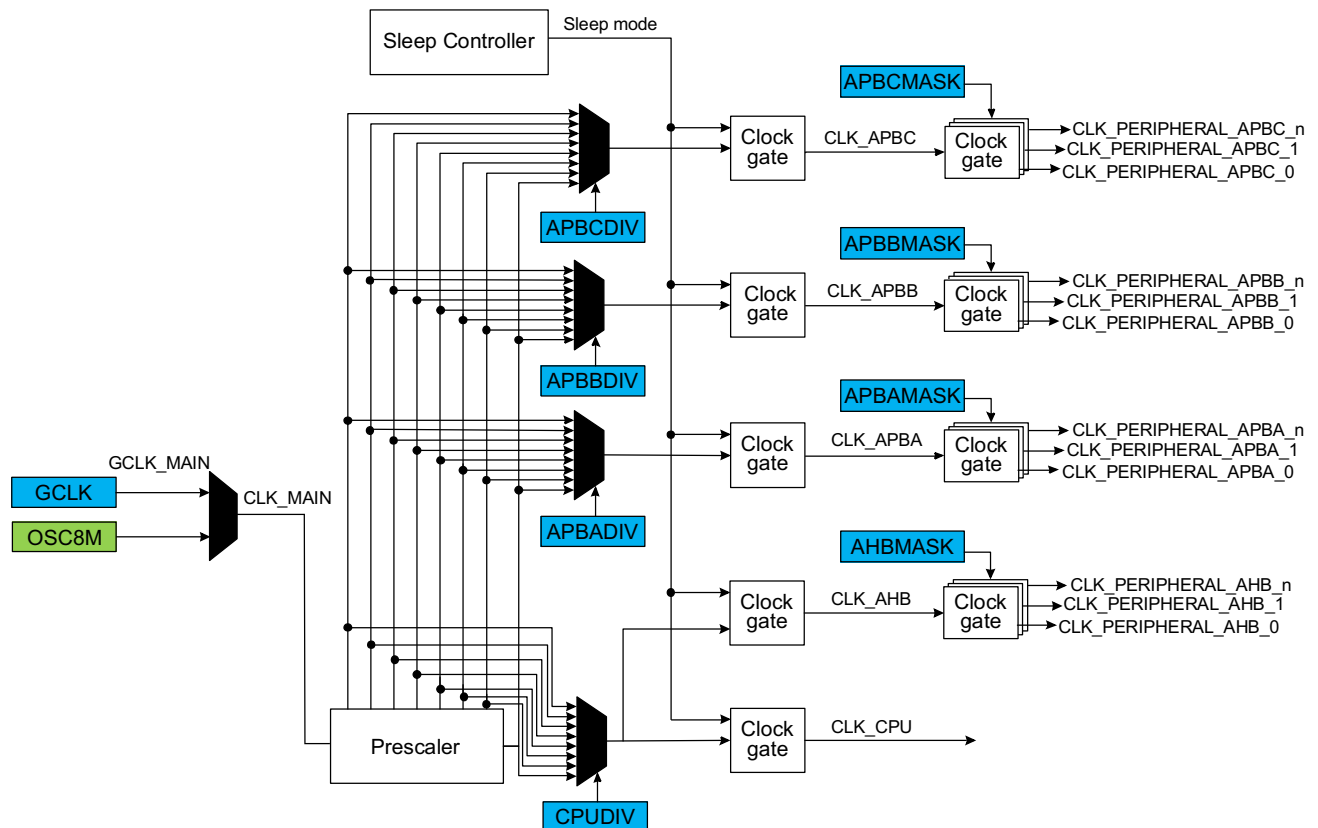 Sleep mode
Sleep Controller
APBCMASK
Clock
gate
CLK_APBC
Clock
gate
CLK_PERIPHERAL_APBC_n
CLK_PERIPHERAL_APBC_1
CLK_PERIPHERAL_APBC_0
APBCDIV
APBBMASK
Clock
gate
CLK_APBB
Clock
gate
CLK_PERIPHERAL_APBB_n
CLK_PERIPHERAL_APBB_1
CLK_PERIPHERAL_APBB_0
APBBDIV
APBAMASK
Clock
gate
CLK_APBA
Clock
gate
CLK_PERIPHERAL_APBA_n
CLK_PERIPHERAL_APBA_1
CLK_PERIPHERAL_APBA_0
GCLK_MAIN
GCLK
CLK_MAIN
OSC8M
APBADIV
AHBMASK
Clock
gate
CLK_AHB
Clock
gate
CLK_PERIPHERAL_AHB_n
CLK_PERIPHERAL_AHB_1
CLK_PERIPHERAL_AHB_0
Prescaler
Clock
gate
CLK_CPU
CPUDIV